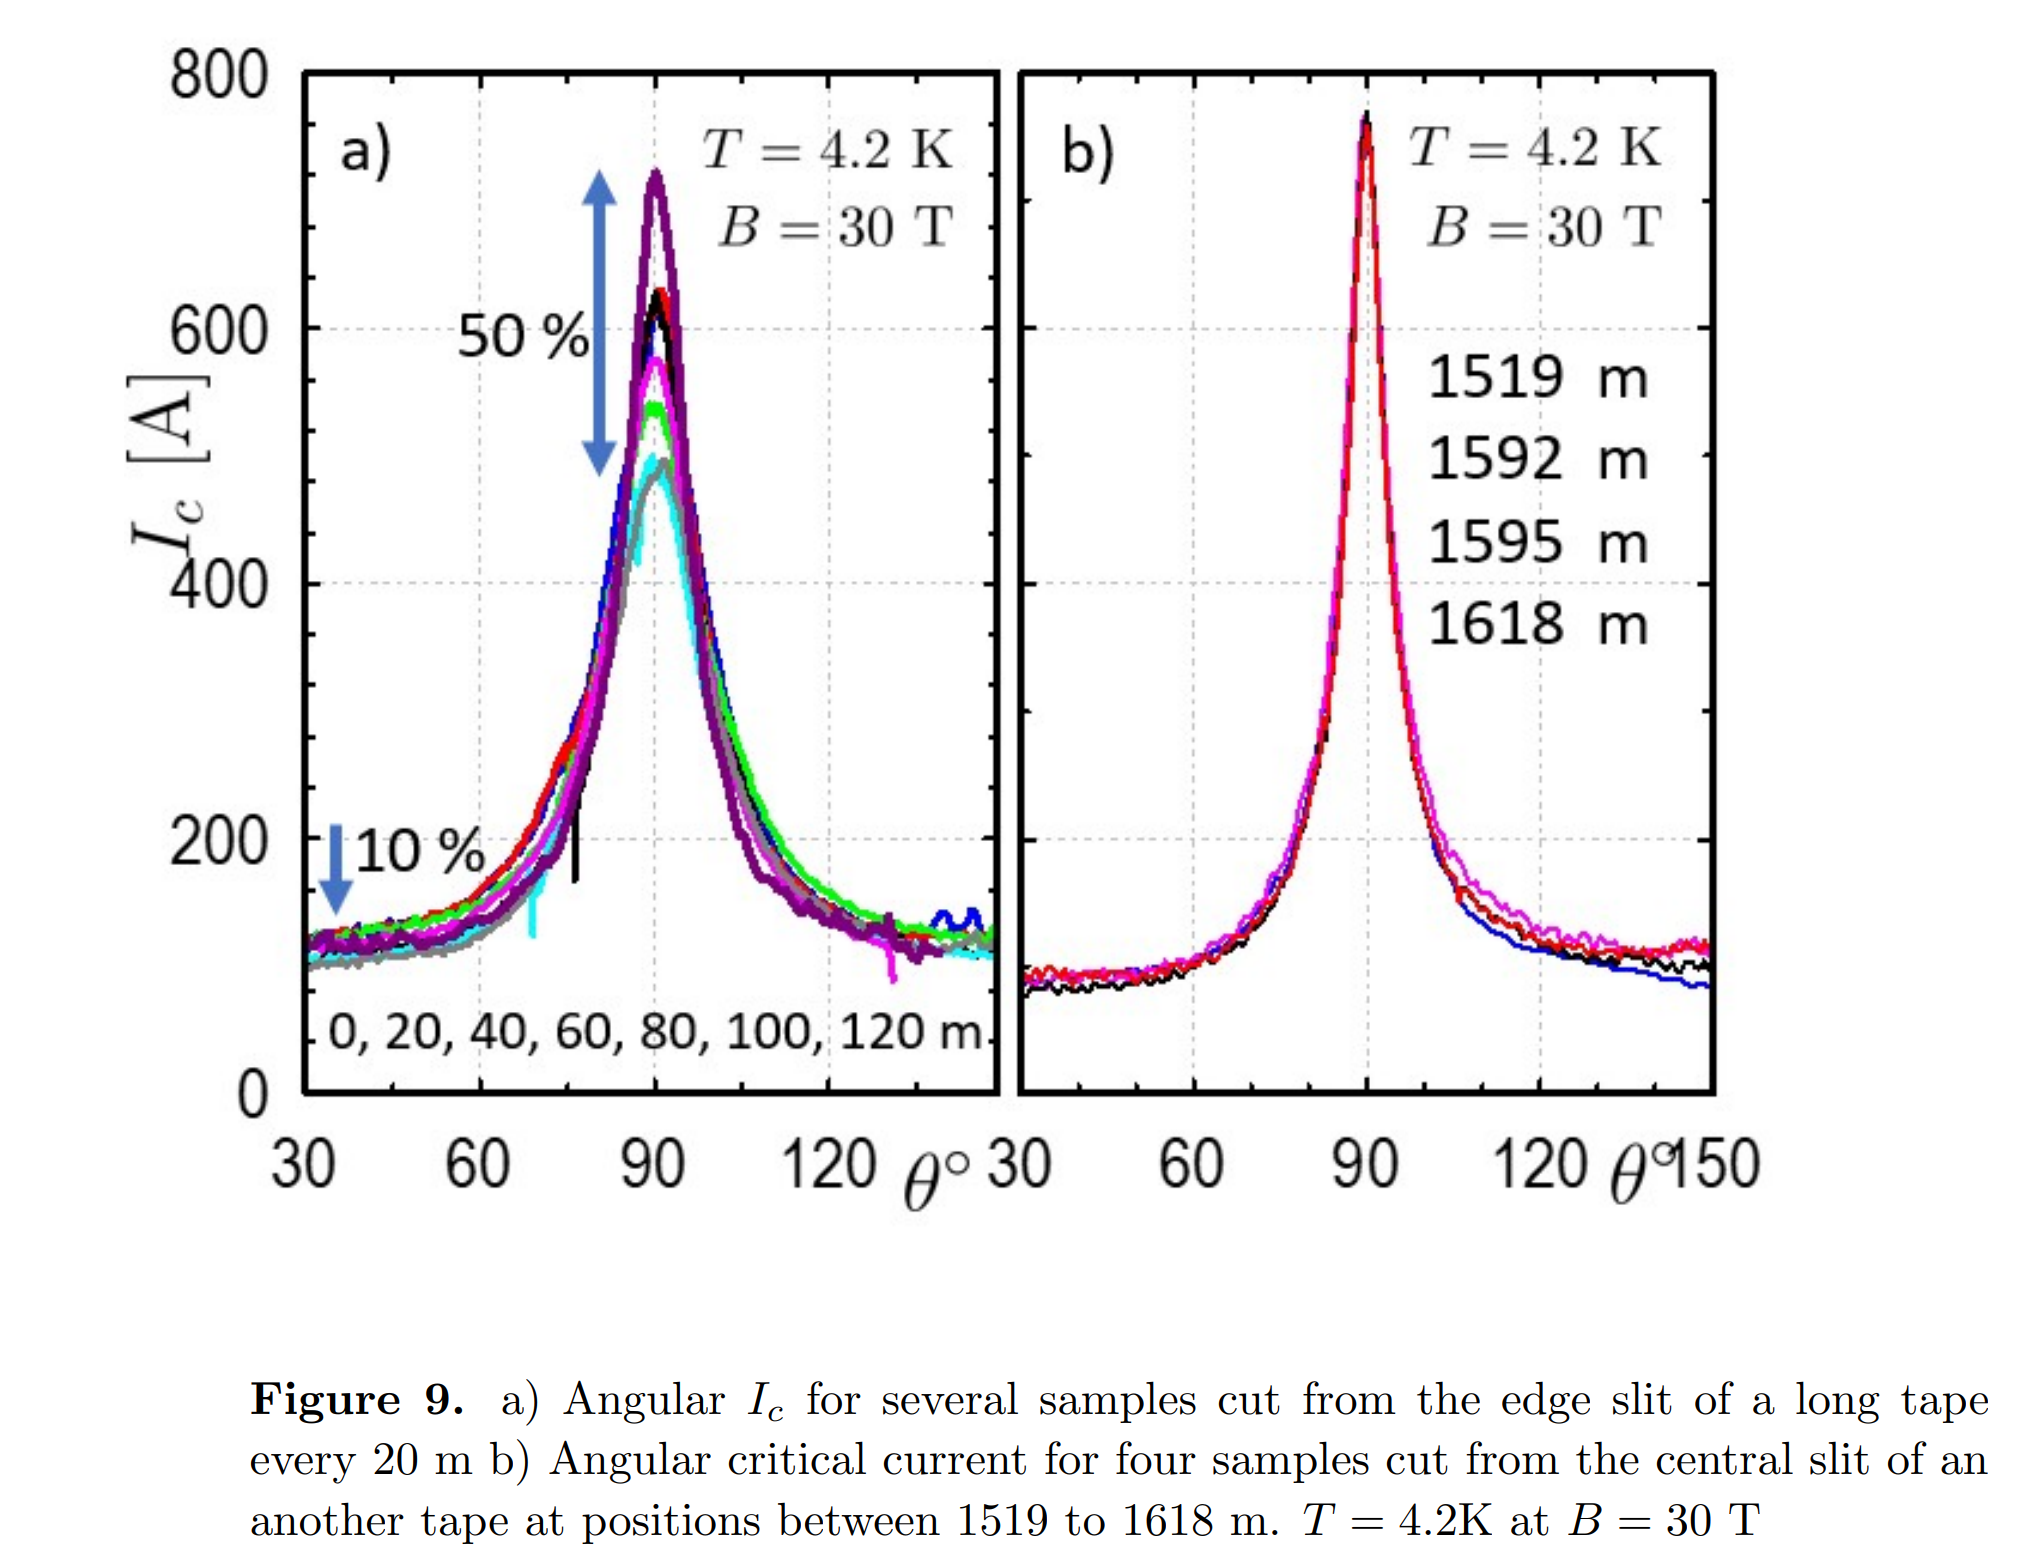 800
600
400
200
0
I_c [A]
a)
T = 4.2 K
B = 30 T
50 %
10 %
0, 20, 40, 60, 80, 100, 120 m
30 60 90 120 θ°
b)
T = 4.2 K
B = 30 T
1519 m
1592 m
1595 m
1618 m
30 60 90 120 θ° 150
Figure 9. a) Angular I_c for several samples cut from the edge slit of a long tape
every 20 m b) Angular critical current for four samples cut from the central slit of an
another tape at positions between 1519 to 1618 m. T = 4.2K at B = 30 T